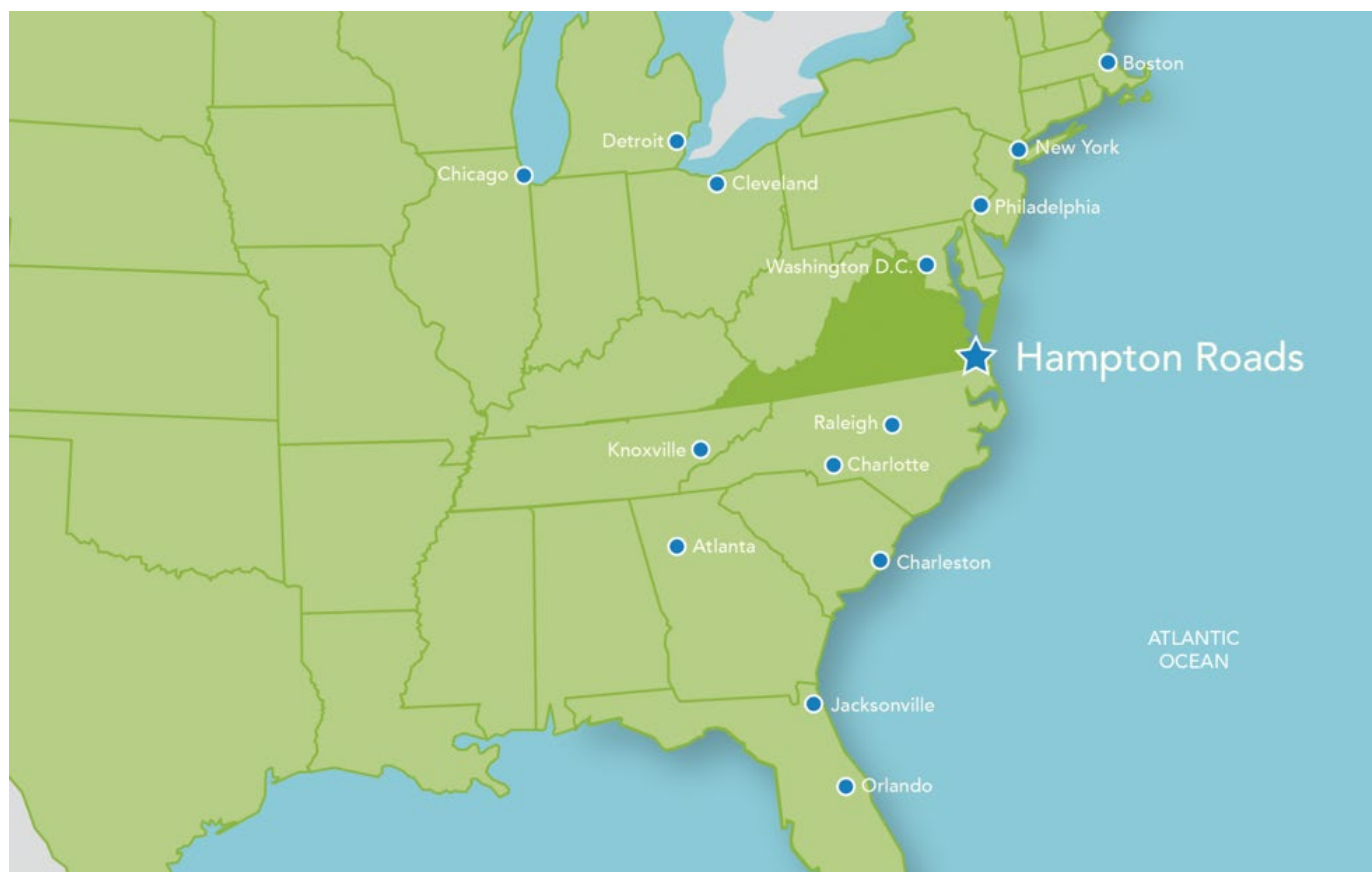 Boston
Detroit
New York
Chicago
Cleveland
Philadelphia
Washington D.C.
Hampton Roads
Raleigh
Knoxville
Charlotte
Atlanta
Charleston
ATLANTIC
OCEAN
Jacksonville
Orlando